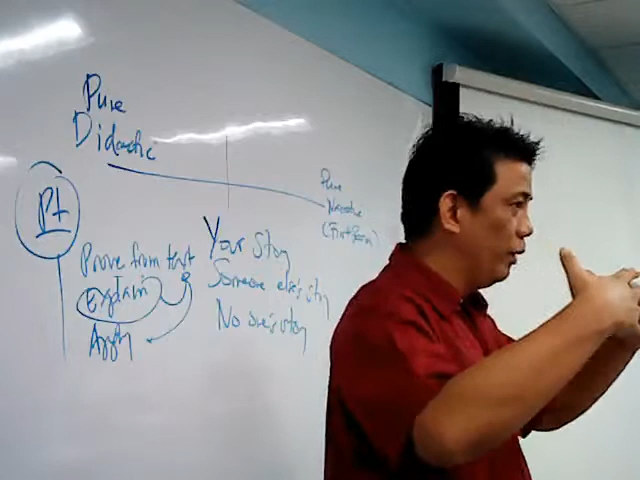 Pure
Didactic
Pure
Narrative
(First Person)
Pt
Prove from text
Explain
Apply
Your Story
Someone else's story
No one's story